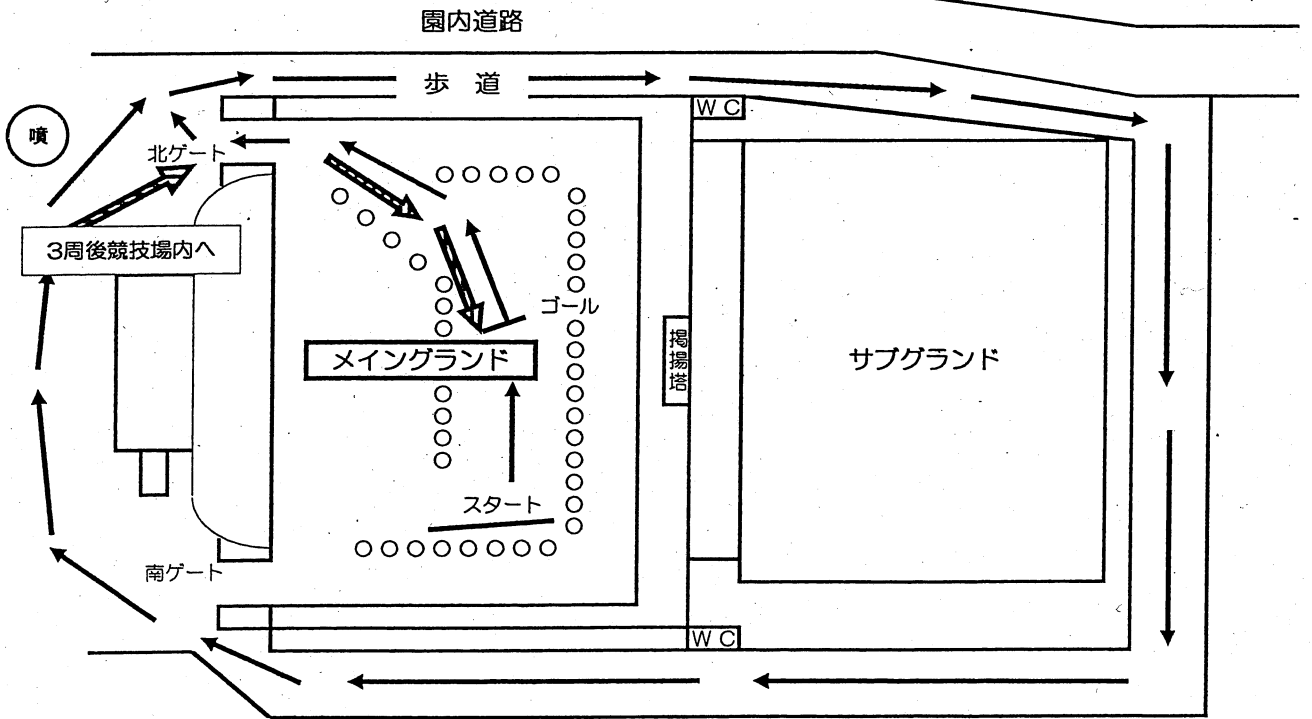 園内道路
歩道
WC
噴
北ゲート
3周後競技場内へ
ゴール
メイングランド
掲揚塔
サブグランド
スタート
南ゲート
WC